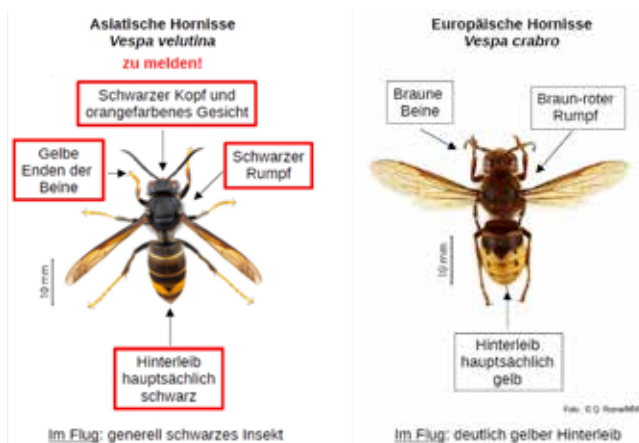 Asiatische Hornisse
Vespa velutina
zu melden!
Schwarzer Kopf und
orangefarbenes Gesicht
Gelbe
Enden der
Beine
Schwarzer
Rumpf
10 mm
Hinterleib
hauptsächlich
schwarz
Im Flug: generell schwarzes Insekt
Europäische Hornisse
Vespa crabro
Braune
Beine
Braun-roter
Rumpf
10 mm
Hinterleib
hauptsächlich
gelb
Foto: © Q. Rome
Im Flug: deutlich gelber Hinterleib